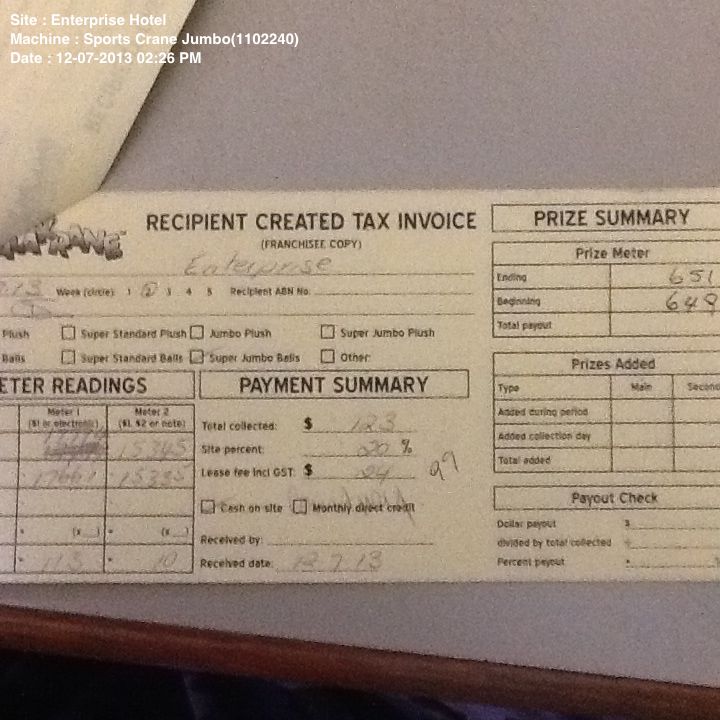 Site : Enterprise Hotel
Machine : Sports Crane Jumbo(1102240)
Date : 12-07-2013 02:26 PM
RECIPIENT CREATED TAX INVOICE
(FRANCHISEE COPY)
Enterprise
Week (circle): 1 2 3 4 5 Recipient ABN No:
Plush Super Standard Plush Jumbo Plush Super Jumbo Plush
Balls Super Standard Balls Super Jumbo Balls Other:
ETER READINGS
Meter 1 Meter 2
($1 or electronic) ($1, $2 or note)
15345
17661 15335
(x ) (x )
113 10
PAYMENT SUMMARY
Total collected: $ 123
Site percent: 20 %
Lease fee incl GST: $ 24
99
Cash on site Monthly direct credit
Received by:
Received date: 12.7.13
PRIZE SUMMARY
Prize Meter
Ending 651
Beginning 649
Total payout
Prizes Added
Type Main Second
Added during period
Added collection day
Total added
Payout Check
Dollar payout $
divided by total collected ÷
Percent payout =